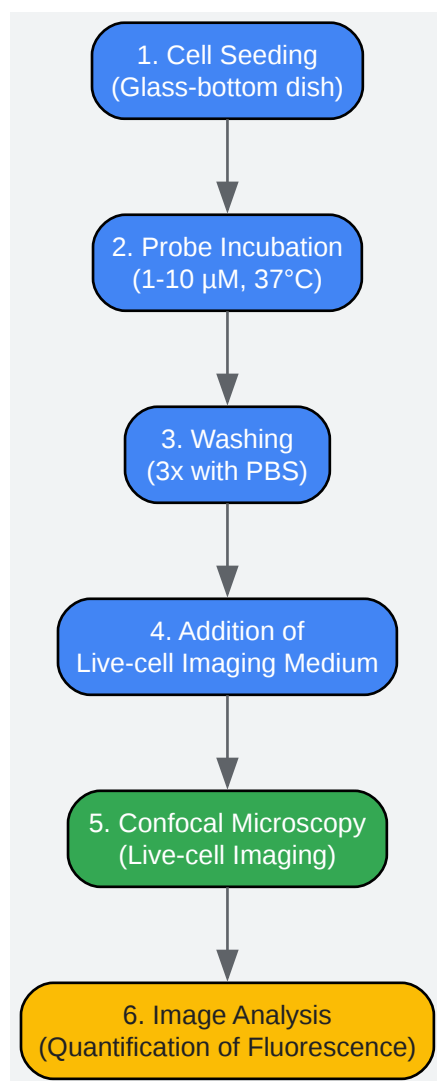 1. Cell Seeding
(Glass-bottom dish)
2. Probe Incubation
(1-10 µM, 37°C)
3. Washing
(3x with PBS)
4. Addition of
Live-cell Imaging Medium
5. Confocal Microscopy
(Live-cell Imaging)
6. Image Analysis
(Quantification of Fluorescence)